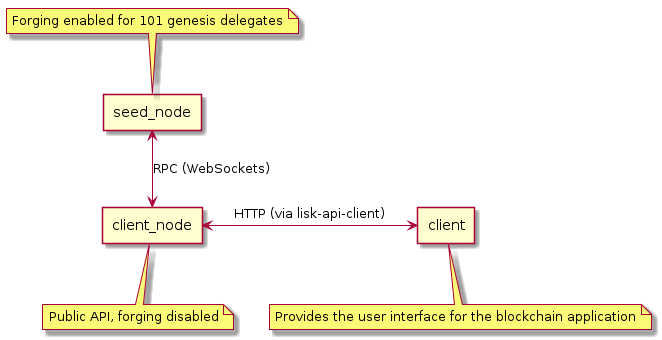 Forging enabled for 101 genesis delegates
seed_node
RPC (WebSockets)
client_node
HTTP (via lisk-api-client)
client
Public API, forging disabled
Provides the user interface for the blockchain application